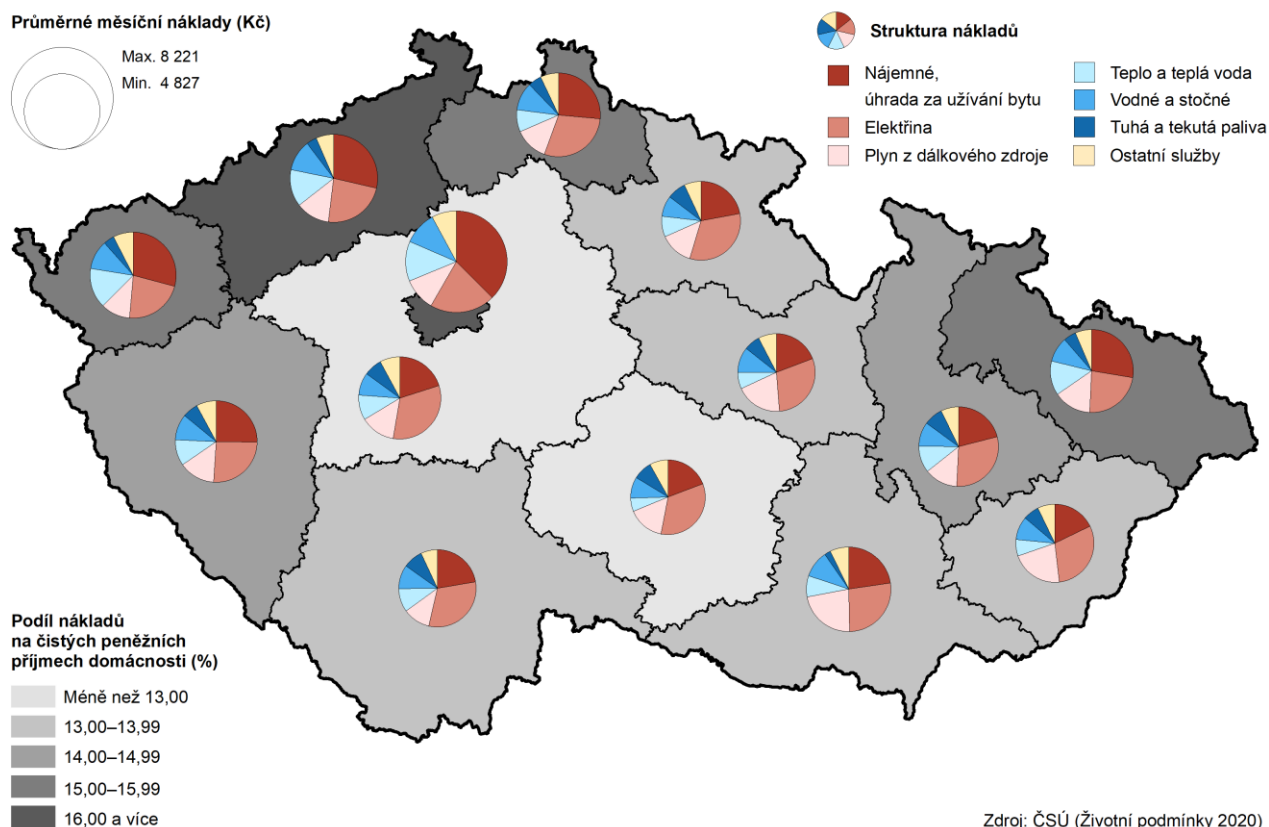 Průměrné měsíční náklady (Kč)
Max. 8 221
Min. 4 827
Struktura nákladů
Nájemné,
úhrada za užívání bytu
Elektřina
Plyn z dálkového zdroje
Teplo a teplá voda
Vodné a stočné
Tuhá a tekutá paliva
Ostatní služby
Podíl nákladů
na čistých peněžních
příjmech domácnosti (%)
Méně než 13,00
13,00–13,99
14,00–14,99
15,00–15,99
16,00 a více
Zdroj: ČSÚ (Životní podmínky 2020)